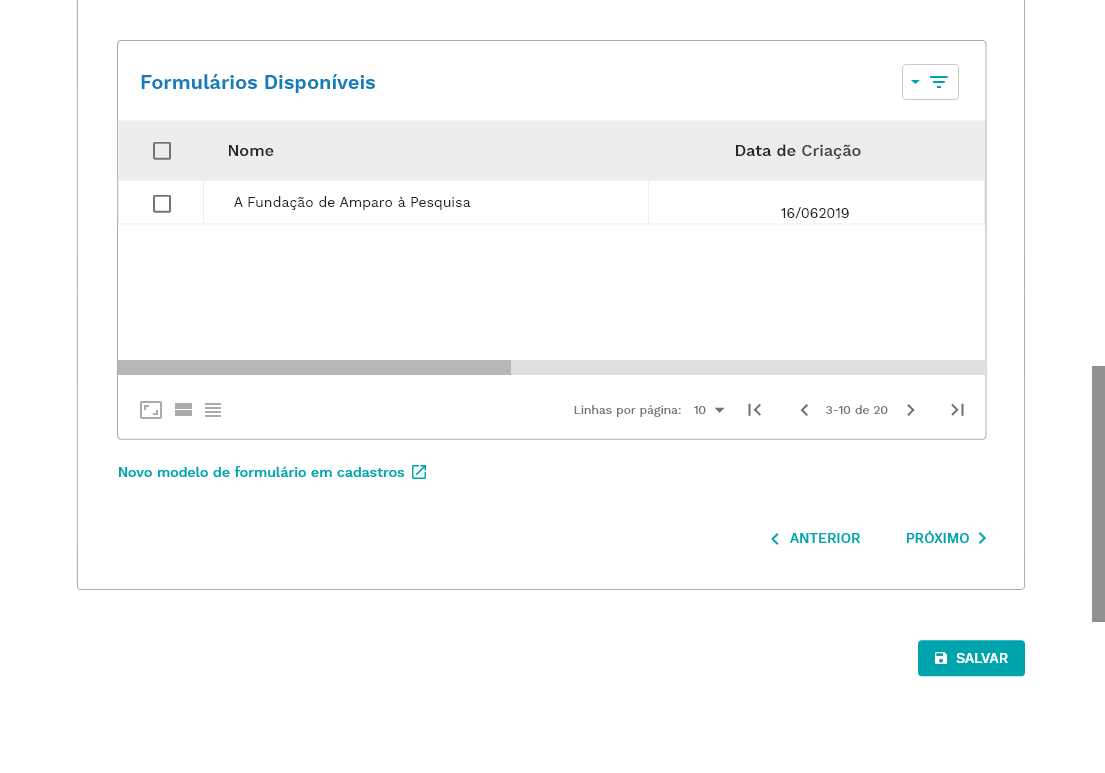 Formulários Disponíveis
Nome Data de Criação
A Fundação de Amparo à Pesquisa
16/062019
Linhas por página: 10 3-10 de 20
Novo modelo de formulário em cadastros
ANTERIOR PRÓXIMO
SALVAR